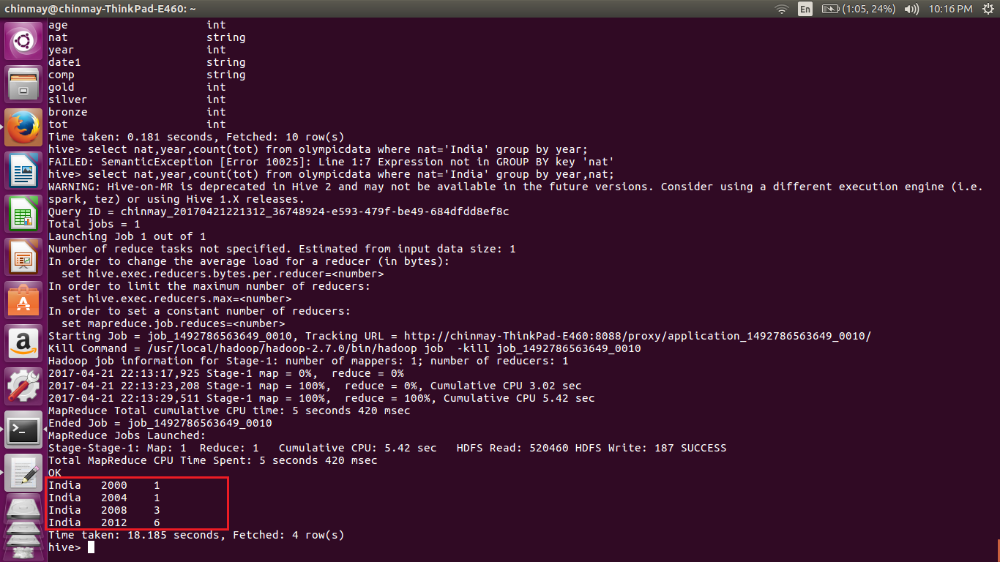 chinmay@chinmay-ThinkPad-E460: ~
En
(1:05, 24%)
10:16 PM
age int
nat string
year int
date1 string
comp string
gold int
silver int
bronze int
tot int
Time taken: 0.181 seconds, Fetched: 10 row(s)
hive> select nat,year,count(tot) from olympicdata where nat='India' group by year;
FAILED: SemanticException [Error 10025]: Line 1:7 Expression not in GROUP BY key 'nat'
hive> select nat,year,count(tot) from olympicdata where nat='India' group by year,nat;
WARNING: Hive-on-MR is deprecated in Hive 2 and may not be available in the future versions. Consider using a different execution engine (i.e.
spark, tez) or using Hive 1.X releases.
Query ID = chinmay_20170421221312_36748924-e593-479f-be49-684dfdd8ef8c
Total jobs = 1
Launching Job 1 out of 1
Number of reduce tasks not specified. Estimated from input data size: 1
In order to change the average load for a reducer (in bytes):
  set hive.exec.reducers.bytes.per.reducer=<number>
In order to limit the maximum number of reducers:
  set hive.exec.reducers.max=<number>
In order to set a constant number of reducers:
  set mapreduce.job.reduces=<number>
Starting Job = job_1492786563649_0010, Tracking URL = http://chinmay-ThinkPad-E460:8088/proxy/application_1492786563649_0010/
Kill Command = /usr/local/hadoop/hadoop-2.7.0/bin/hadoop job  -kill job_1492786563649_0010
Hadoop job information for Stage-1: number of mappers: 1; number of reducers: 1
2017-04-21 22:13:17,925 Stage-1 map = 0%,  reduce = 0%
2017-04-21 22:13:23,208 Stage-1 map = 100%,  reduce = 0%, Cumulative CPU 3.02 sec
2017-04-21 22:13:29,511 Stage-1 map = 100%,  reduce = 100%, Cumulative CPU 5.42 sec
MapReduce Total cumulative CPU time: 5 seconds 420 msec
Ended Job = job_1492786563649_0010
MapReduce Jobs Launched:
Stage-Stage-1: Map: 1  Reduce: 1   Cumulative CPU: 5.42 sec   HDFS Read: 520460 HDFS Write: 187 SUCCESS
Total MapReduce CPU Time Spent: 5 seconds 420 msec
OK
India 2000 1
India 2004 1
India 2008 3
India 2012 6
Time taken: 18.185 seconds, Fetched: 4 row(s)
hive>